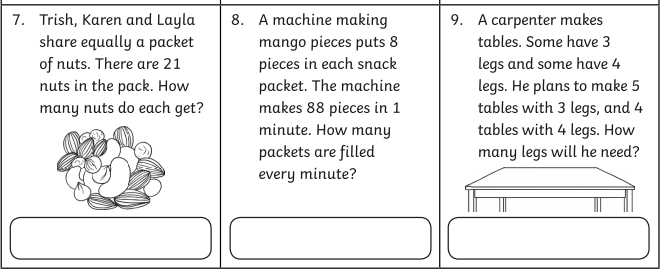 7. Trish, Karen and Layla
share equally a packet
of nuts. There are 21
nuts in the pack. How
many nuts do each get?
8. A machine making
mango pieces puts 8
pieces in each snack
packet. The machine
makes 88 pieces in 1
minute. How many
packets are filled
every minute?
9. A carpenter makes
tables. Some have 3
legs and some have 4
legs. He plans to make 5
tables with 3 legs, and 4
tables with 4 legs. How
many legs will he need?